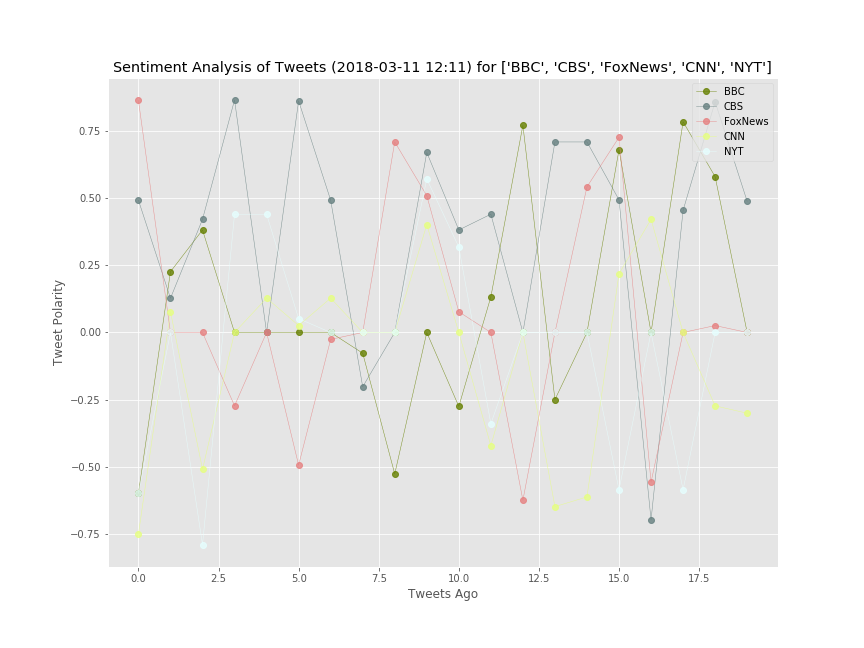 Sentiment Analysis of Tweets (2018-03-11 12:11) for ['BBC', 'CBS', 'FoxNews', 'CNN', 'NYT']
BBC
CBS
FoxNews
CNN
NYT
Tweet Polarity
0.75
0.50
0.25
0.00
−0.25
−0.50
−0.75
0.0 2.5 5.0 7.5 10.0 12.5 15.0 17.5
Tweets Ago